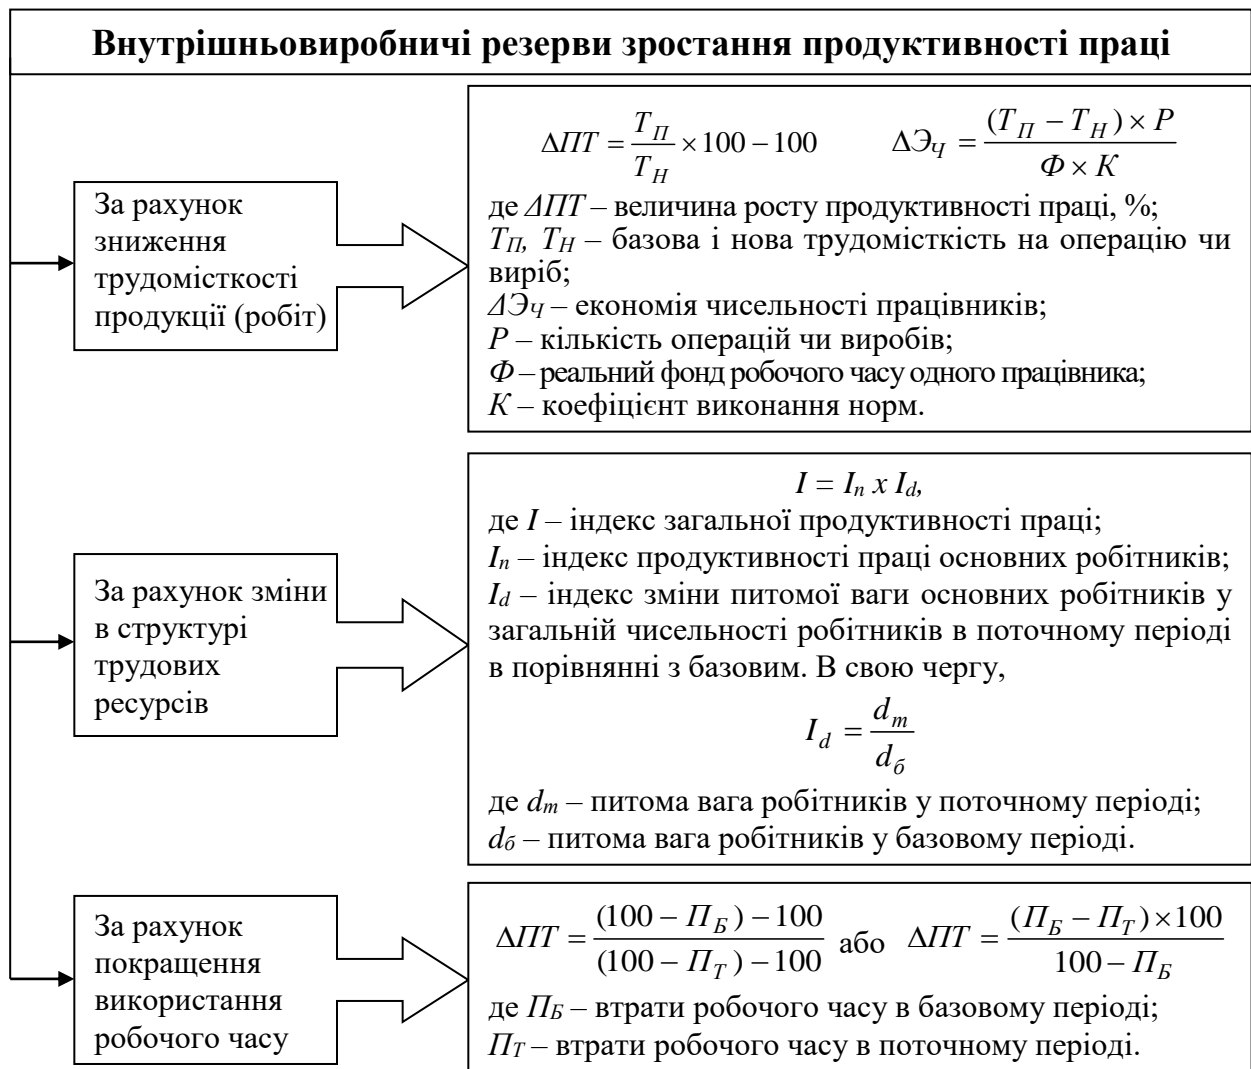 Внутрішньовиробничі резерви зростання продуктивності праці
За рахунок
зниження
трудомісткості
продукції (робіт)
ΔПТ = T_П / T_Н × 100 – 100    ΔЭ_Ч = (T_П – T_Н) × P / Ф × K
де ΔПТ – величина росту продуктивності праці, %;
T_П, T_Н – базова і нова трудомісткість на операцію чи
виріб;
ΔЭ_Ч – економія чисельності працівників;
P – кількість операцій чи виробів;
Ф – реальний фонд робочого часу одного працівника;
К – коефіцієнт виконання норм.
За рахунок зміни
в структурі
трудових
ресурсів
I = I_n x I_d,
де I – індекс загальної продуктивності праці;
I_n – індекс продуктивності праці основних робітників;
I_d – індекс зміни питомої ваги основних робітників у
загальній чисельності робітників в поточному періоді
в порівнянні з базовим. В свою чергу,
I_d = d_m / d_б
де d_m – питома вага робітників у поточному періоді;
d_б – питома вага робітників у базовому періоді.
За рахунок
покращення
використання
робочого часу
ΔПТ = (100 – П_Б) – 100 / (100 – П_Т) – 100 або ΔПТ = (П_Б – П_Т) × 100 / 100 – П_Б
де П_Б – втрати робочого часу в базовому періоді;
П_Т – втрати робочого часу в поточному періоді.